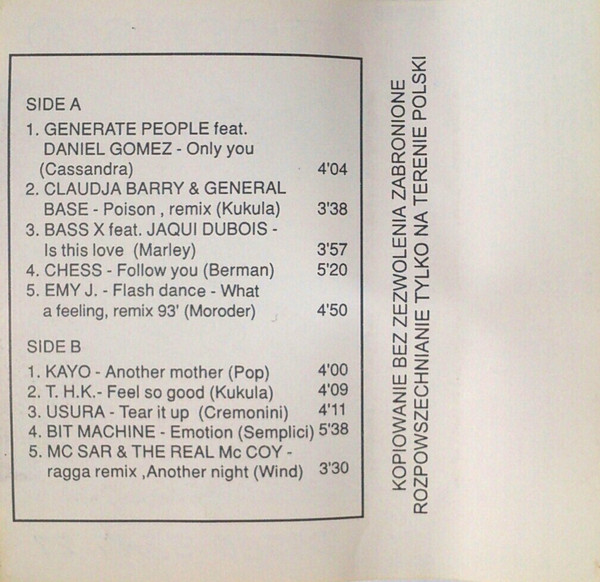 SIDE A
1. GENERATE PEOPLE feat.
DANIEL GOMEZ - Only you
(Cassandra) 4'04
2. CLAUDJA BARRY & GENERAL
BASE - Poison , remix (Kukula) 3'38
3. BASS X feat. JAQUI DUBOIS -
Is this love (Marley) 3'57
4. CHESS - Follow you (Berman) 5'20
5. EMY J. - Flash dance - What
a feeling, remix 93' (Moroder) 4'50
SIDE B
1. KAYO - Another mother (Pop) 4'00
2. T. H.K.- Feel so good (Kukula) 4'09
3. USURA - Tear it up (Cremonini) 4'11
4. BIT MACHINE - Emotion (Semplici) 5'38
5. MC SAR & THE REAL Mc COY -
ragga remix ,Another night (Wind) 3'30
KOPIOWANIE BEZ ZEZWOLENIA ZABRONIONE
ROZPOWSZECHNIANIE TYLKO NA TERENIE POLSKI